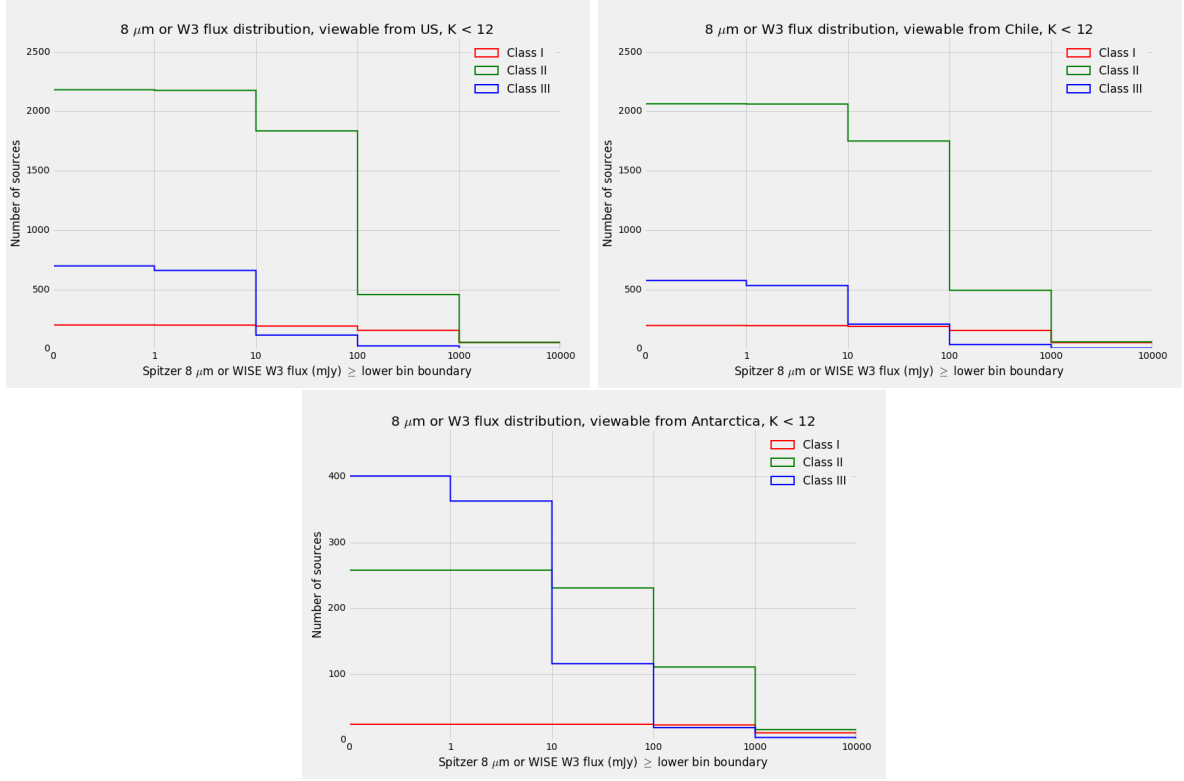 8 μm or W3 flux distribution, viewable from US, K < 12
Class I
Class II
Class III
Number of sources
2500
2000
1500
1000
500
0
0 1 10 100 1000 10000
Spitzer 8 μm or WISE W3 flux (mJy) ≥ lower bin boundary
8 μm or W3 flux distribution, viewable from Chile, K < 12
Class I
Class II
Class III
Number of sources
2500
2000
1500
1000
500
0
0 1 10 100 1000 10000
Spitzer 8 μm or WISE W3 flux (mJy) ≥ lower bin boundary
8 μm or W3 flux distribution, viewable from Antarctica, K < 12
Class I
Class II
Class III
Number of sources
400
300
200
100
0
0 1 10 100 1000 10000
Spitzer 8 μm or WISE W3 flux (mJy) ≥ lower bin boundary